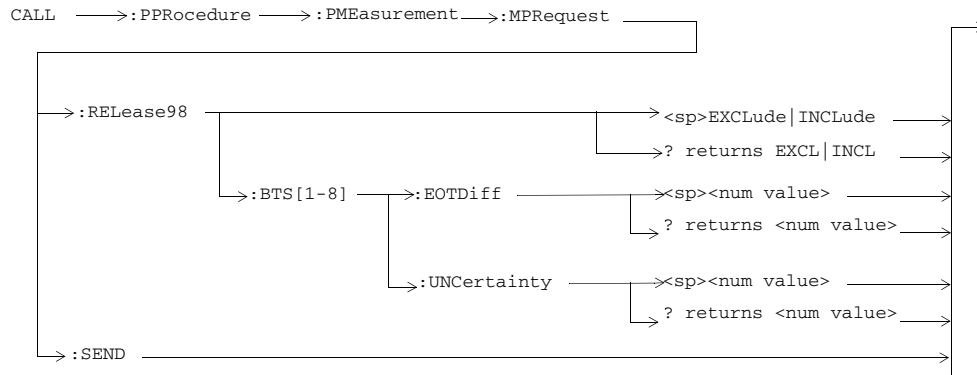 CALL :PPRocedure :PMEasurement :MPRequest
:RELease98 <sp>EXCLude|INCLude
? returns EXCL|INCL
:BTS[1-8] :EOTDiff <sp><num value>
? returns <num value>
:UNCertainty <sp><num value>
? returns <num value>
:SEND